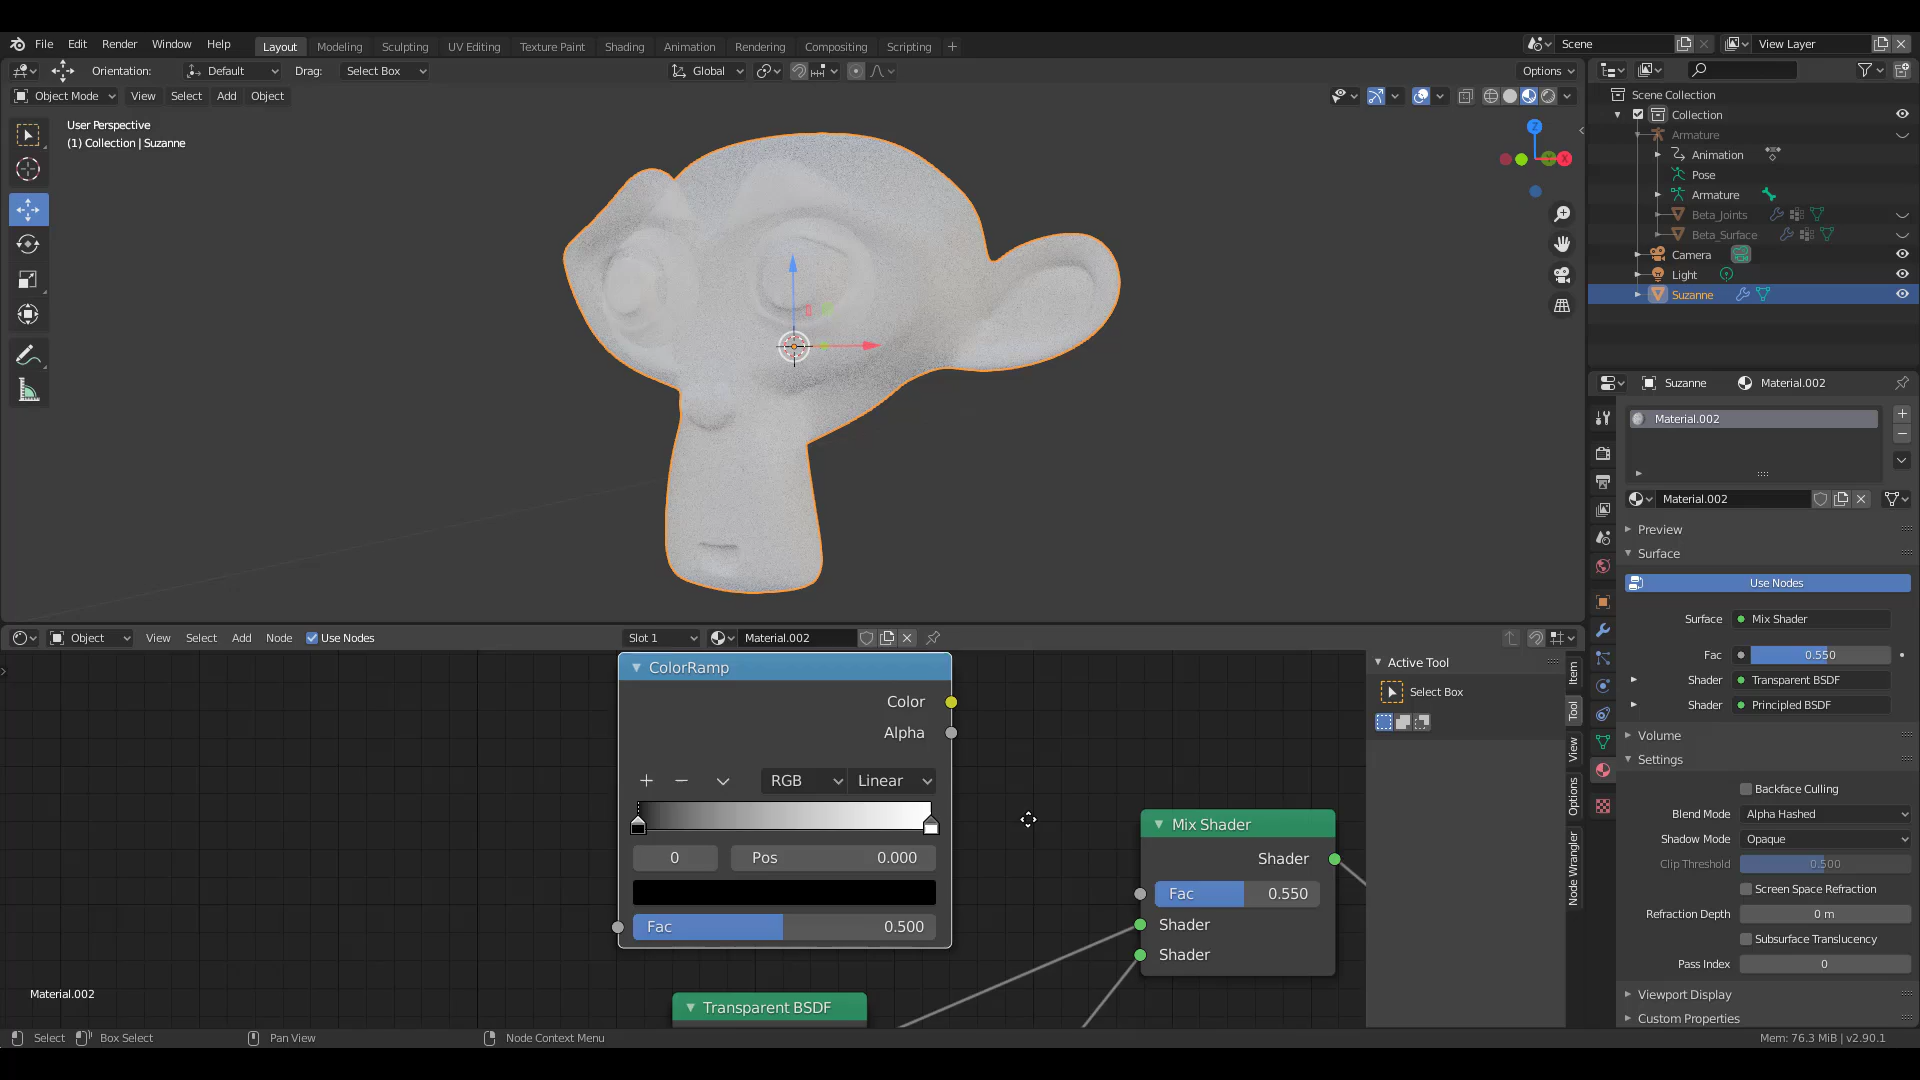 File Edit Render Window Help Layout Modeling Sculpting UV Editing Texture Paint Shading Animation Rendering Compositing Scripting + Scene View Layer
Orientation: Default Drag: Select Box Global Options
Object Mode View Select Add Object
User Perspective
(1) Collection | Suzanne
Z
Y
X
Scene Collection
Collection
Armature
Animation
Pose
Armature
Beta_Joints
Beta_Surface
Camera
Light
Suzanne
Suzanne Material.002
Material.002
Material.002
Preview
Surface
Use Nodes
Surface Mix Shader
Fac 0.550
Shader Transparent BSDF
Shader Principled BSDF
Volume
Settings
Backface Culling
Blend Mode Alpha Hashed
Shadow Mode Opaque
Clip Threshold 0.500
Screen Space Refraction
Refraction Depth 0 m
Subsurface Translucency
Pass Index 0
Viewport Display
Custom Properties
Object View Select Add Node Use Nodes Slot 1 Material.002
ColorRamp
Color
Alpha
RGB Linear
0 Pos 0.000
Fac 0.500
Transparent BSDF
Mix Shader
Shader
Fac 0.550
Shader
Shader
Active Tool
Select Box
Item
Tool
View
Options
Node Wrangler
Material.002
Select Box Select Pan View Node Context Menu Mem: 76.3 MiB | v2.90.1